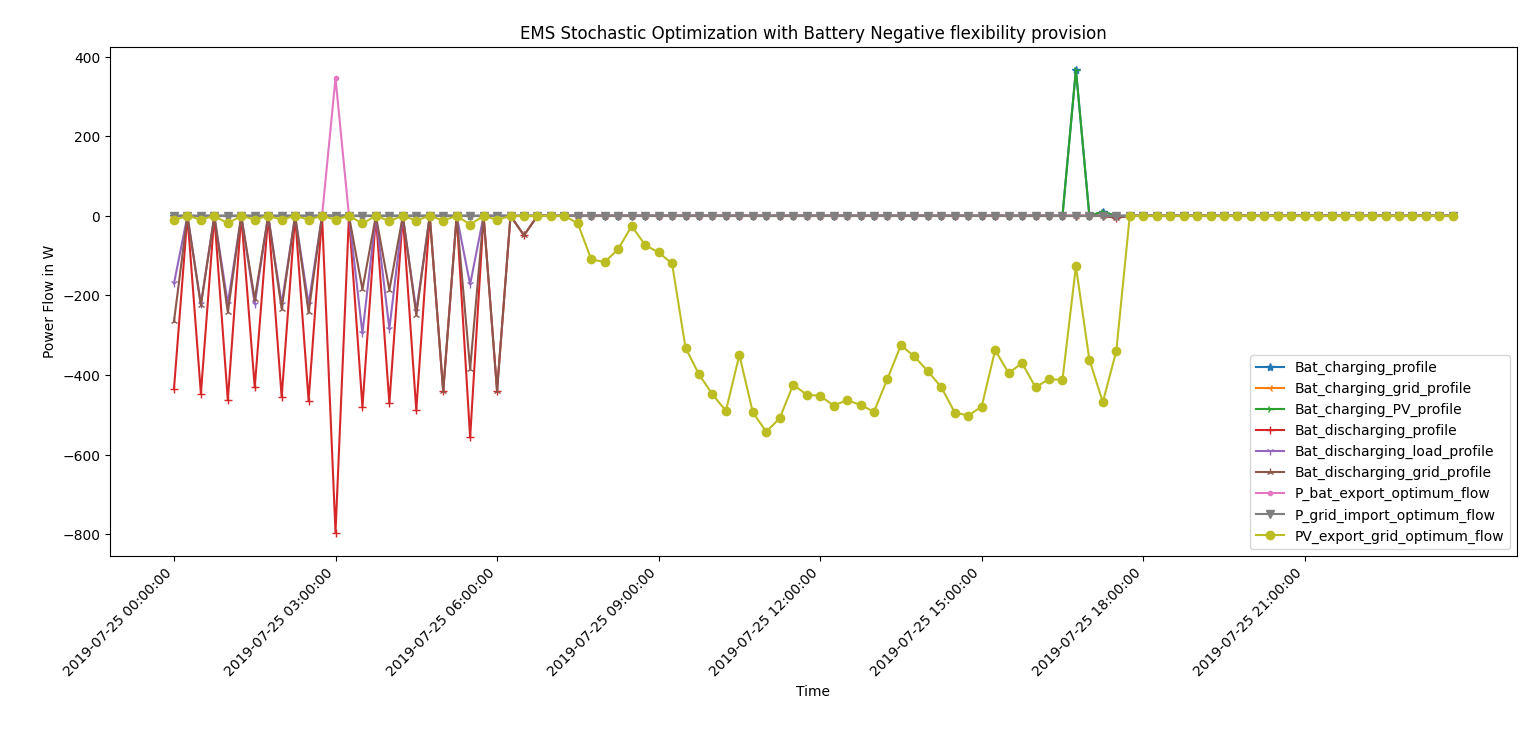 EMS Stochastic Optimization with Battery Negative flexibility provision
400
200
0
−200
−400
−600
−800
Power Flow in W
Bat_charging_profile
Bat_charging_grid_profile
Bat_charging_PV_profile
Bat_discharging_profile
Bat_discharging_load_profile
Bat_discharging_grid_profile
P_bat_export_optimum_flow
P_grid_import_optimum_flow
PV_export_grid_optimum_flow
2019-07-25 00:00:00
2019-07-25 03:00:00
2019-07-25 06:00:00
2019-07-25 09:00:00
2019-07-25 12:00:00
2019-07-25 15:00:00
2019-07-25 18:00:00
2019-07-25 21:00:00
Time